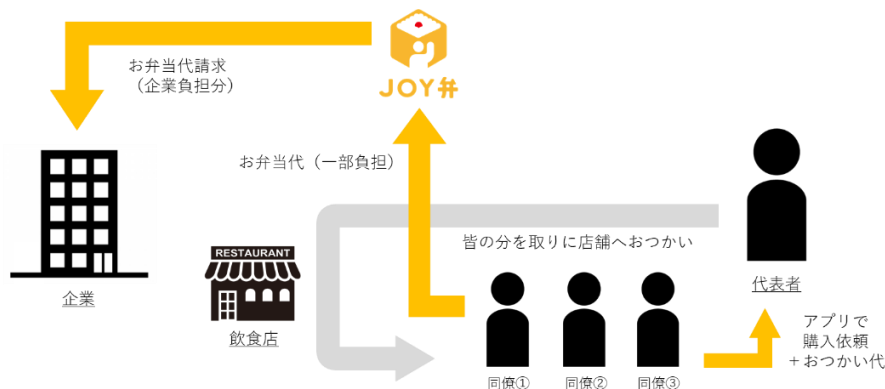 お弁当代請求
（企業負担分）
JOY弁
お弁当代（一部負担）
皆の分を取りに店舗へおつかい
RESTAURANT
企業
飲食店
代表者
アプリで
購入依頼
＋おつかい代
同僚① 同僚② 同僚③